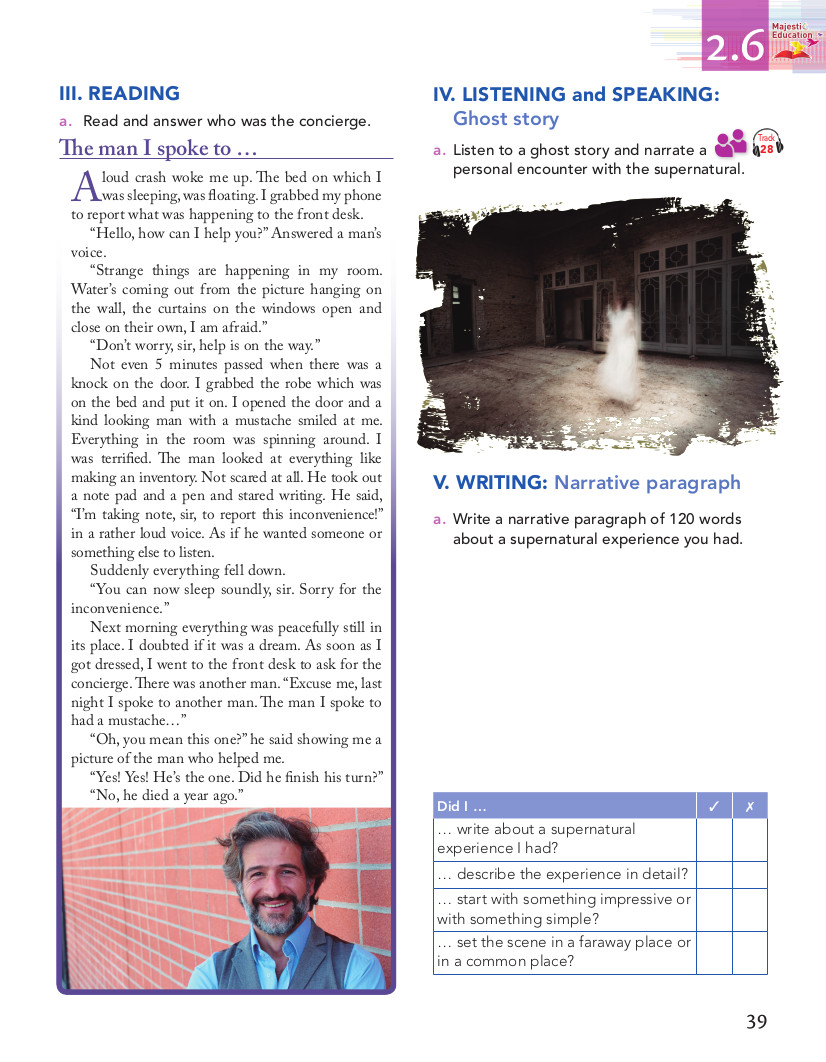 2.6
Majesti
Education
III. READING
a. Read and answer who was the concierge.
The man I spoke to …
A loud crash woke me up. The bed on which I
was sleeping, was floating. I grabbed my phone
to report what was happening to the front desk.
“Hello, how can I help you?” Answered a man’s
voice.
“Strange things are happening in my room.
Water’s coming out from the picture hanging on
the wall, the curtains on the windows open and
close on their own, I am afraid.”
“Don’t worry, sir, help is on the way.”
Not even 5 minutes passed when there was a
knock on the door. I grabbed the robe which was
on the bed and put it on. I opened the door and a
kind looking man with a mustache smiled at me.
Everything in the room was spinning around. I
was terrified. The man looked at everything like
making an inventory. Not scared at all. He took out
a note pad and a pen and stared writing. He said,
“I’m taking note, sir, to report this inconvenience!”
in a rather loud voice. As if he wanted someone or
something else to listen.
Suddenly everything fell down.
“You can now sleep soundly, sir. Sorry for the
inconvenience.”
Next morning everything was peacefully still in
its place. I doubted if it was a dream. As soon as I
got dressed, I went to the front desk to ask for the
concierge. There was another man. “Excuse me, last
night I spoke to another man. The man I spoke to
had a mustache…”
“Oh, you mean this one?” he said showing me a
picture of the man who helped me.
“Yes! Yes! He’s the one. Did he finish his turn?”
“No, he died a year ago.”
IV. LISTENING and SPEAKING:
Ghost story
a. Listen to a ghost story and narrate a
personal encounter with the supernatural.
Track
28
V. WRITING: Narrative paragraph
a. Write a narrative paragraph of 120 words
about a supernatural experience you had.
Did I … ✓ ✗
… write about a supernatural
experience I had?
… describe the experience in detail?
… start with something impressive or
with something simple?
… set the scene in a faraway place or
in a common place?
39